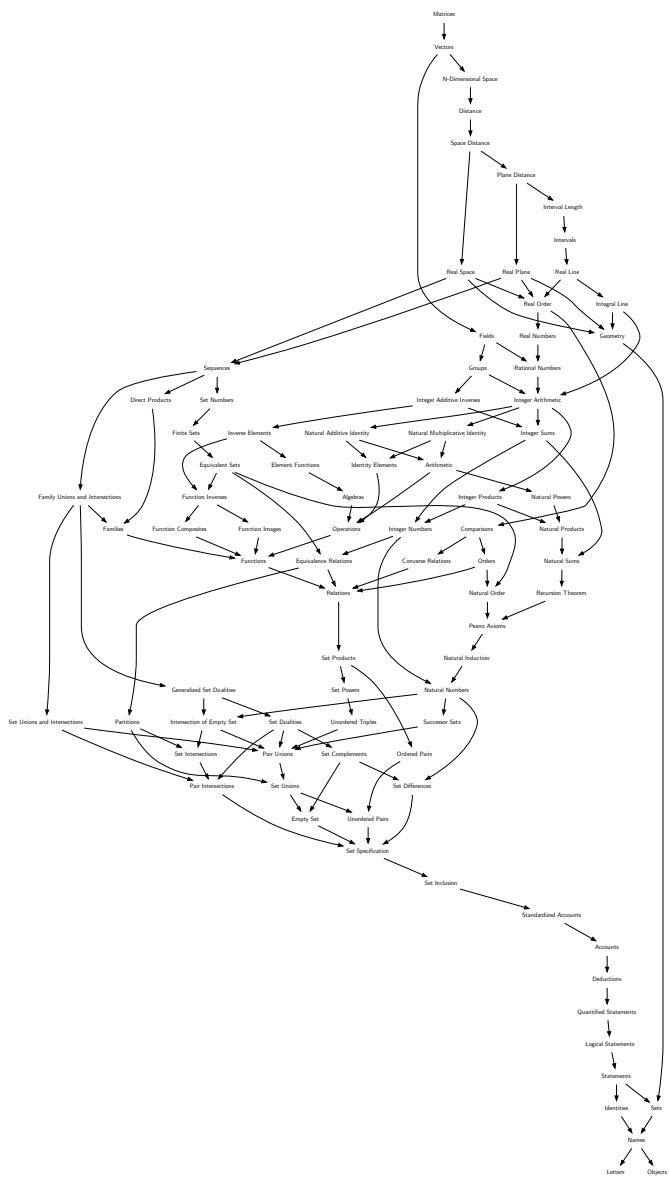 Matrices
Vectors
N-Dimensional Space
Distance
Space Distance
Plane Distance
Interval Length
Intervals
Real Space Real Plane Real Line
Real Order Integral Line
Fields Real Numbers Geometry
Sequences Groups Rational Numbers
Direct Products Set Numbers Integer Additive Inverses Integer Arithmetic
Finite Sets Inverse Elements Natural Additive Identity Natural Multiplicative Identity Integer Sums
Equivalent Sets Element Functions Identity Elements Arithmetic
Family Unions and Intersections Function Inverses Algebras Integer Products Natural Powers
Families Function Composites Function Images Operations Integer Numbers Comparisons Natural Products
Functions Equivalence Relations Converse Relations Orders Natural Sums
Relations Natural Order Recursion Theorem
Peano Axioms
Set Products Natural Induction
Generalized Set Dualities Set Powers Natural Numbers
Set Unions and Intersections Partitions Intersection of Empty Set Set Dualities Unordered Triples Successor Sets
Set Intersections Pair Unions Set Complements Ordered Pairs
Pair Intersections Set Unions Set Differences
Empty Set Unordered Pairs
Set Specification
Set Inclusion
Standardized Accounts
Accounts
Deductions
Quantified Statements
Logical Statements
Statements
Identities Sets
Names
Letters Objects